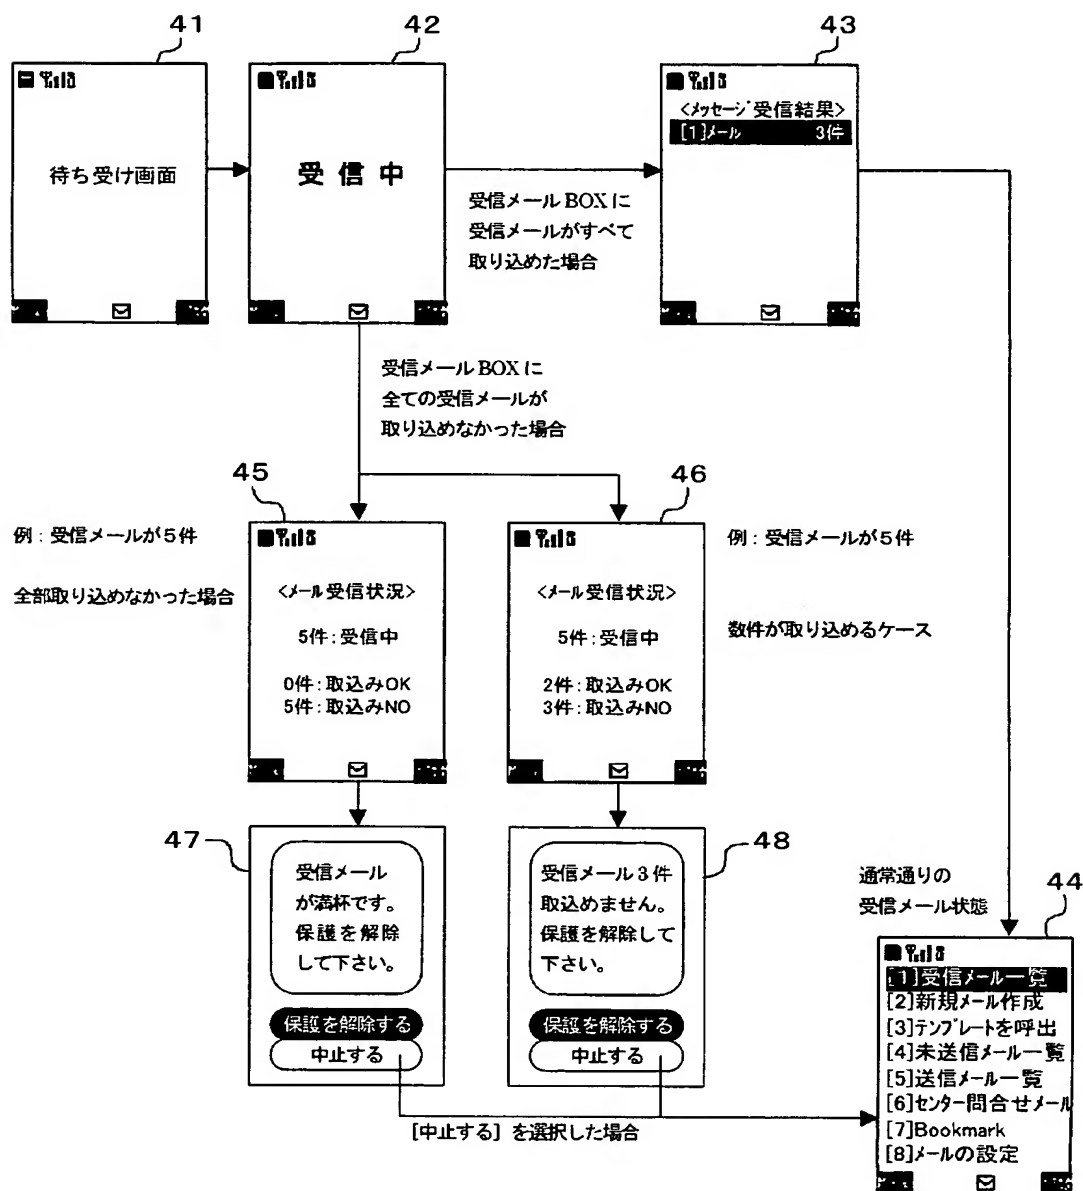 41
42
43
待ち受け画面
受信中
<メッセージ受信結果>
[1]メール 3件
受信メールBOXに
受信メールがすべて
取り込めた場合
受信メールBOXに
全ての受信メールが
取り込めなかった場合
45
46
例：受信メールが5件
全部取り込めなかった場合
<メール受信状況>
5件：受信中
0件：取込みOK
5件：取込みNO
<メール受信状況>
5件：受信中
2件：取込みOK
3件：取込みNO
例：受信メールが5件
数件が取り込めるケース
47
受信メール
が満杯です。
保護を解除
して下さい。
保護を解除する
中止する
48
受信メール3件
取込めません。
保護を解除して
下さい。
保護を解除する
中止する
[中止する] を選択した場合
通常通りの
受信メール状態
44
[1]受信メール一覧
[2]新規メール作成
[3]テンプレートを呼出
[4]未送信メール一覧
[5]送信メール一覧
[6]センター問合せメール
[7]Bookmark
[8]メールの設定